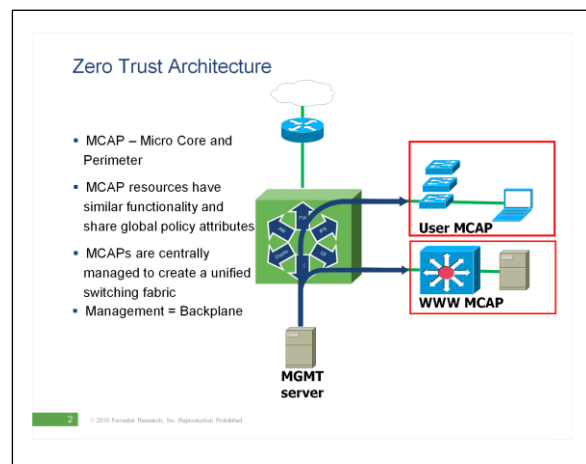 Zero Trust Architecture
▪ MCAP – Micro Core and
Perimeter
▪ MCAP resources have
similar functionality and
share global policy attributes
▪ MCAPs are centrally
managed to create a unified
switching fabric
▪ Management = Backplane
FW
IPS
User MCAP
WWW MCAP
MGMT
server
2
© 2010 Forrester Research, Inc. Reproduction Prohibited